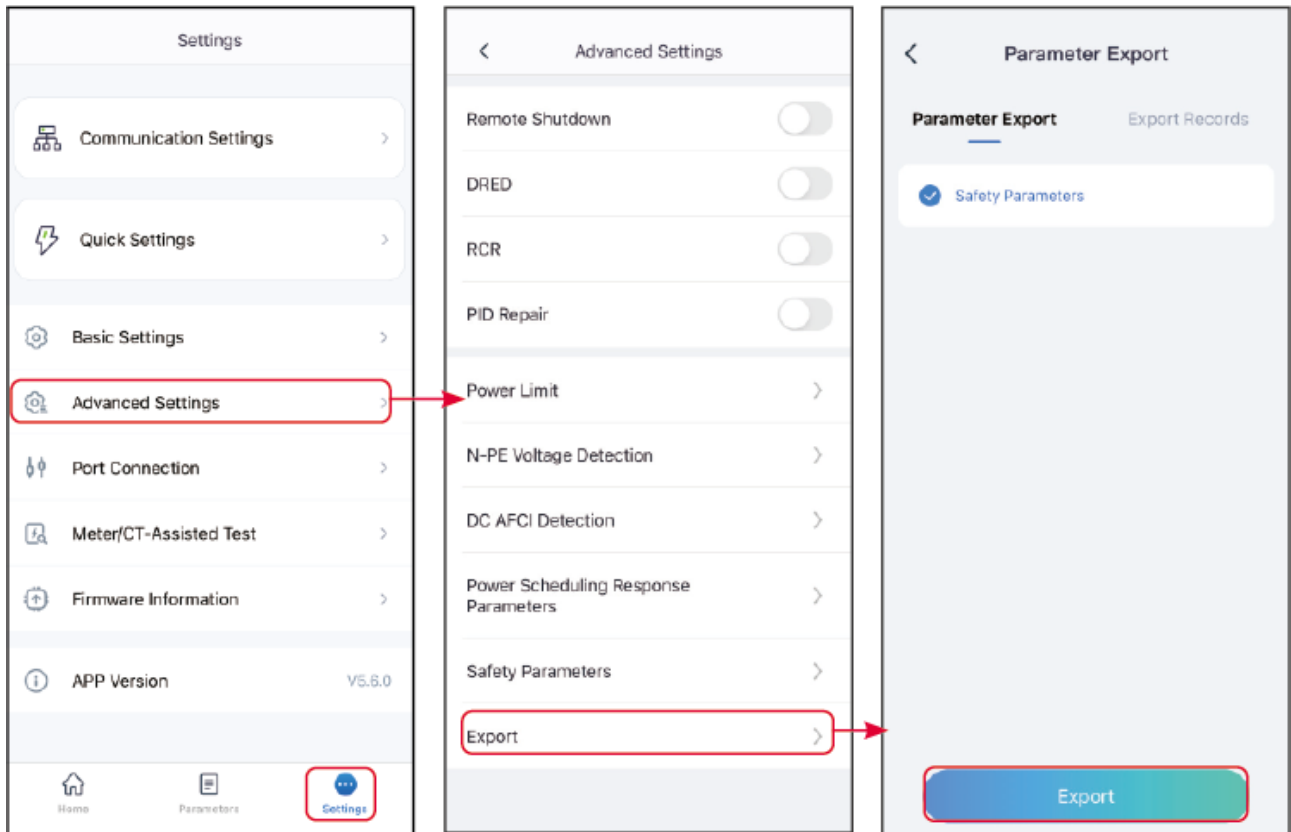 Settings
Communication Settings
Quick Settings
Basic Settings
Advanced Settings
Port Connection
Meter/CT-Assisted Test
Firmware Information
APP Version V5.6.0
Home Parameters Settings
Advanced Settings
Remote Shutdown
DRED
RCR
PID Repair
Power Limit
N-PE Voltage Detection
DC AFCI Detection
Power Scheduling Response
Parameters
Safety Parameters
Export
Parameter Export
Parameter Export Export Records
Safety Parameters
Export